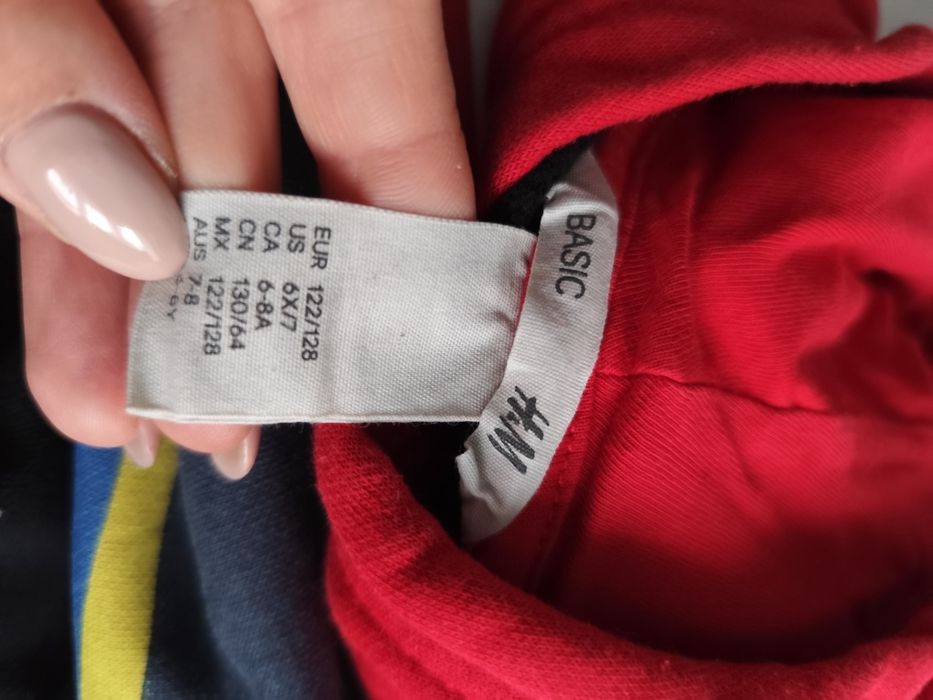 BASIC
H&M
EUR 122/128
US 6X/7
CA 6-8A
CN 130/64
MX 122/128
AUS 7-8